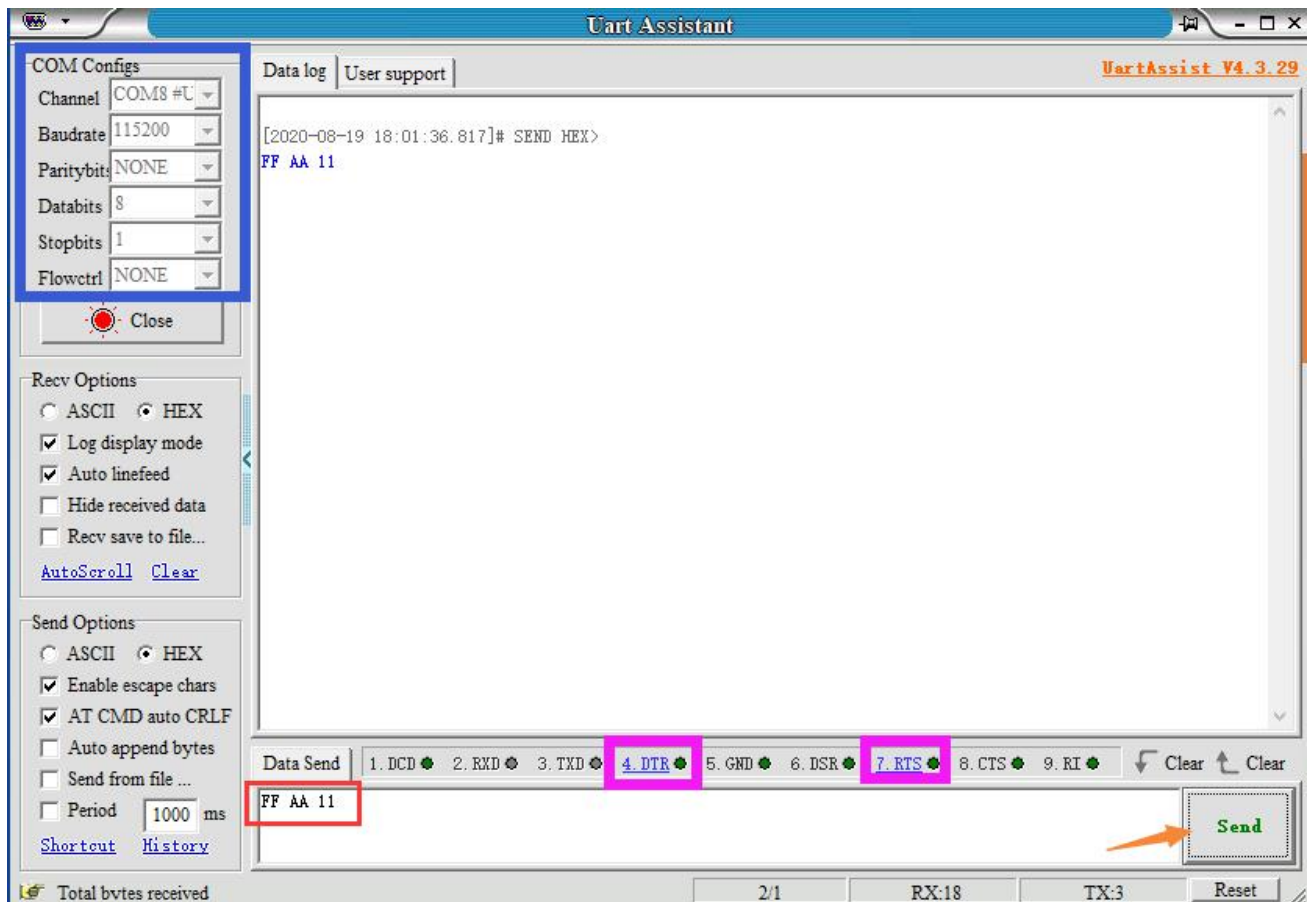 Uart Assistant
COM Configs
Channel COM8 #U
Baudrate 115200
Paritybits NONE
Databits 8
Stopbits 1
Flowctrl NONE
Close
Recv Options
ASCII HEX
Log display mode
Auto linefeed
Hide received data
Recv save to file...
AutoScroll Clear
Send Options
ASCII HEX
Enable escape chars
AT CMD auto CRLF
Auto append bytes
Send from file ...
Period 1000 ms
Shortcut History
Data log User support UartAssist V4.3.29
[2020-08-19 18:01:36.817]# SEND HEX>
FF AA 11
Data Send 1. DCD 2. RXD 3. TXD 4. DTR 5. GND 6. DSR 7. RTS 8. CTS 9. RI Clear Clear
FF AA 11
Send
Total bytes received 2/1 RX:18 TX:3 Reset